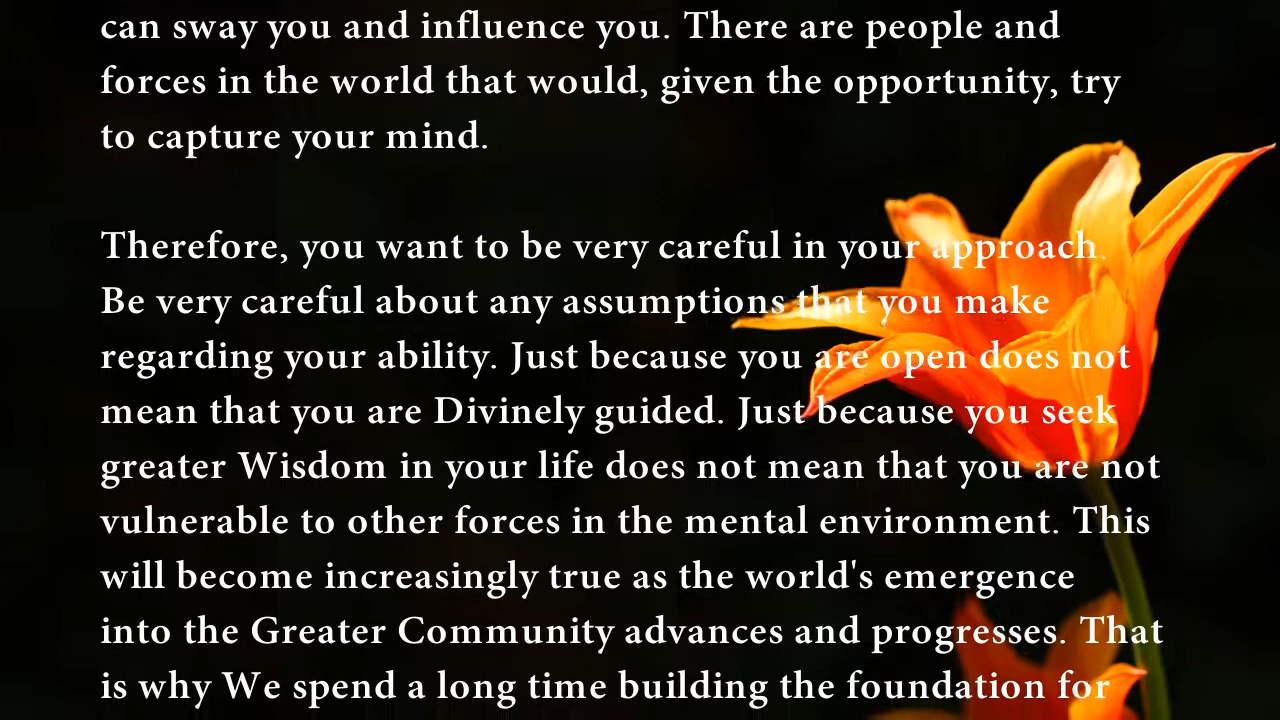 can sway you and influence you. There are people and
forces in the world that would, given the opportunity, try
to capture your mind.
Therefore, you want to be very careful in your approach.
Be very careful about any assumptions that you make
regarding your ability. Just because you are open does not
mean that you are Divinely guided. Just because you seek
greater Wisdom in your life does not mean that you are not
vulnerable to other forces in the mental environment. This
will become increasingly true as the world's emergence
into the Greater Community advances and progresses. That
is why We spend a long time building the foundation for